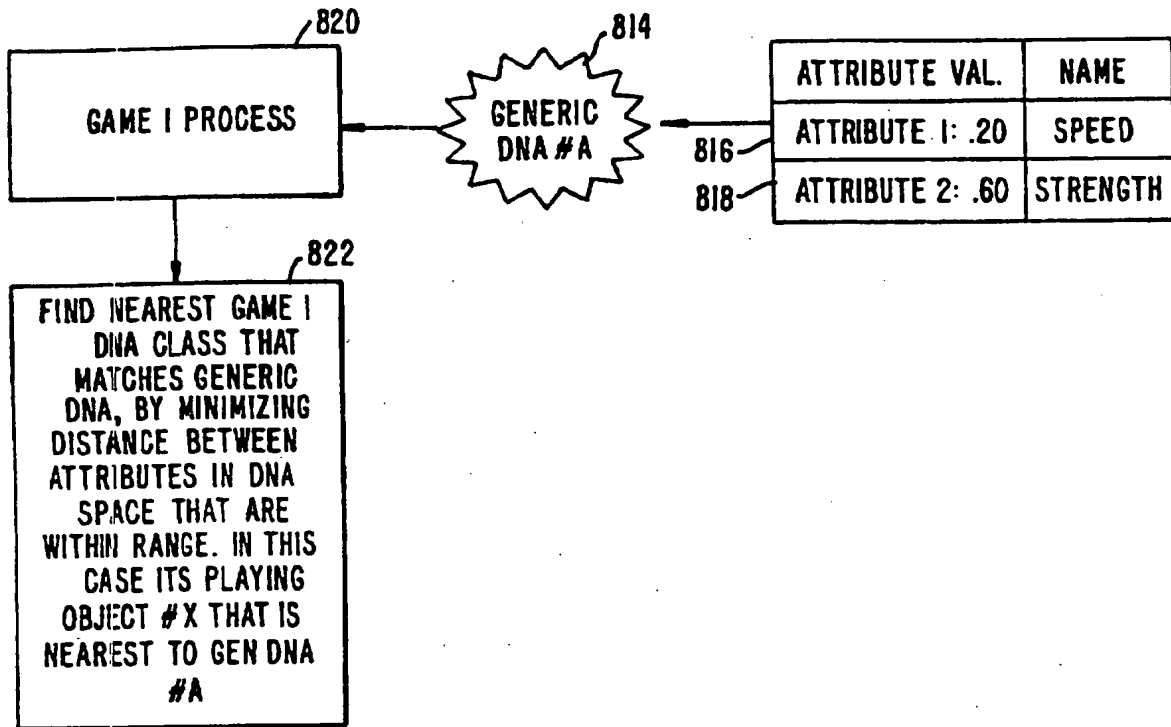 820
GAME I PROCESS
814
GENERIC
DNA #A
ATTRIBUTE VAL. NAME
816 ATTRIBUTE 1: .20 SPEED
818 ATTRIBUTE 2: .60 STRENGTH
822
FIND NEAREST GAME I
DNA CLASS THAT
MATCHES GENERIC
DNA, BY MINIMIZING
DISTANCE BETWEEN
ATTRIBUTES IN DNA
SPACE THAT ARE
WITHIN RANGE. IN THIS
CASE ITS PLAYING
OBJECT #X THAT IS
NEAREST TO GEN DNA
#A